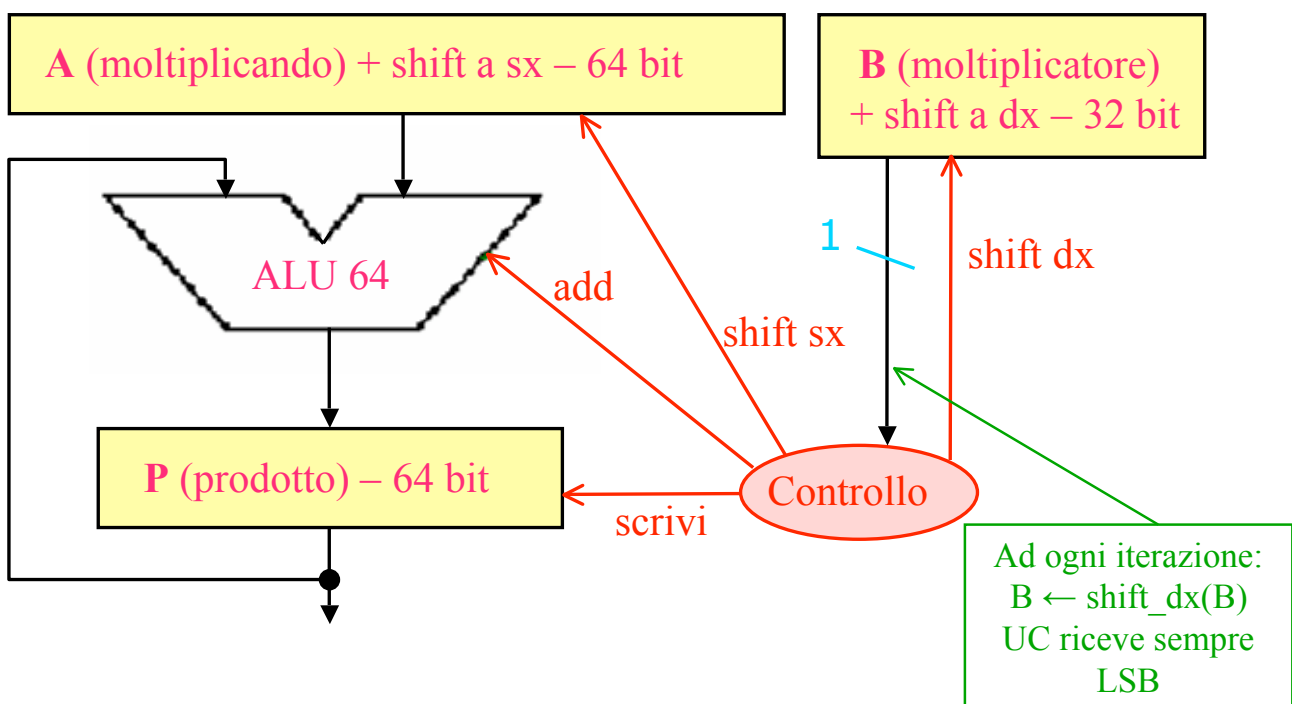 A (moltiplicando) + shift a sx – 64 bit
B (moltiplicatore)
+ shift a dx – 32 bit
1
shift dx
ALU 64
add
shift sx
P (prodotto) – 64 bit
scrivi
Controllo
Ad ogni iterazione:
B ← shift_dx(B)
UC riceve sempre
LSB